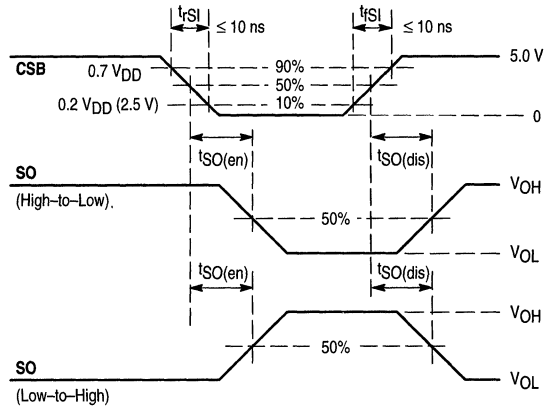 trSI ≤ 10 ns tfSI ≤ 10 ns
CSB 0.7 VDD 90% 5.0 V
50%
0.2 VDD (2.5 V) 10% 0
tSO(en) tSO(dis)
SO VOH
(High–to–Low). 50%
VOL
tSO(en) tSO(dis)
VOH
50%
SO VOL
(Low–to–High)